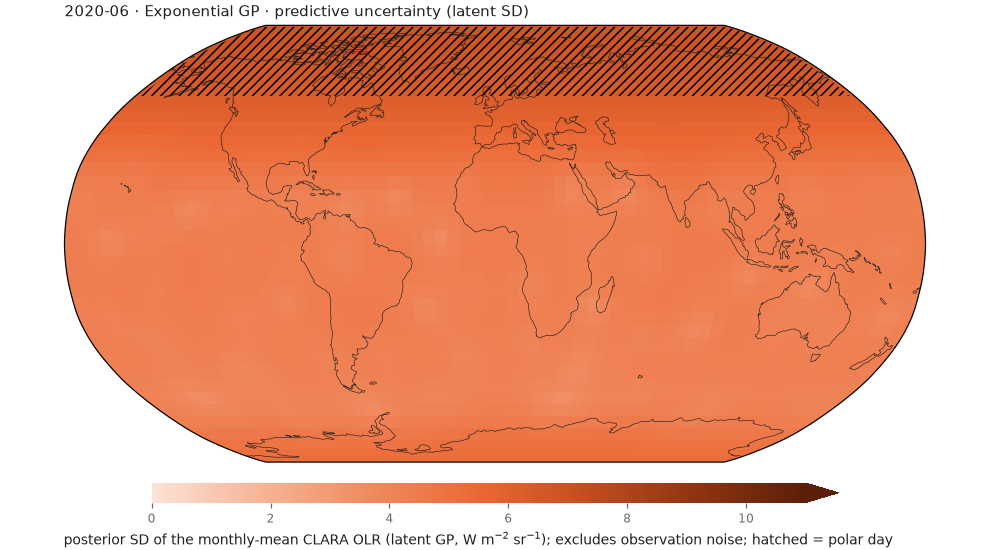 2020-06 · Exponential GP · predictive uncertainty (latent SD)
0 2 4 6 8 10
posterior SD of the monthly-mean CLARA OLR (latent GP, W m⁻² sr⁻¹); excludes observation noise; hatched = polar day